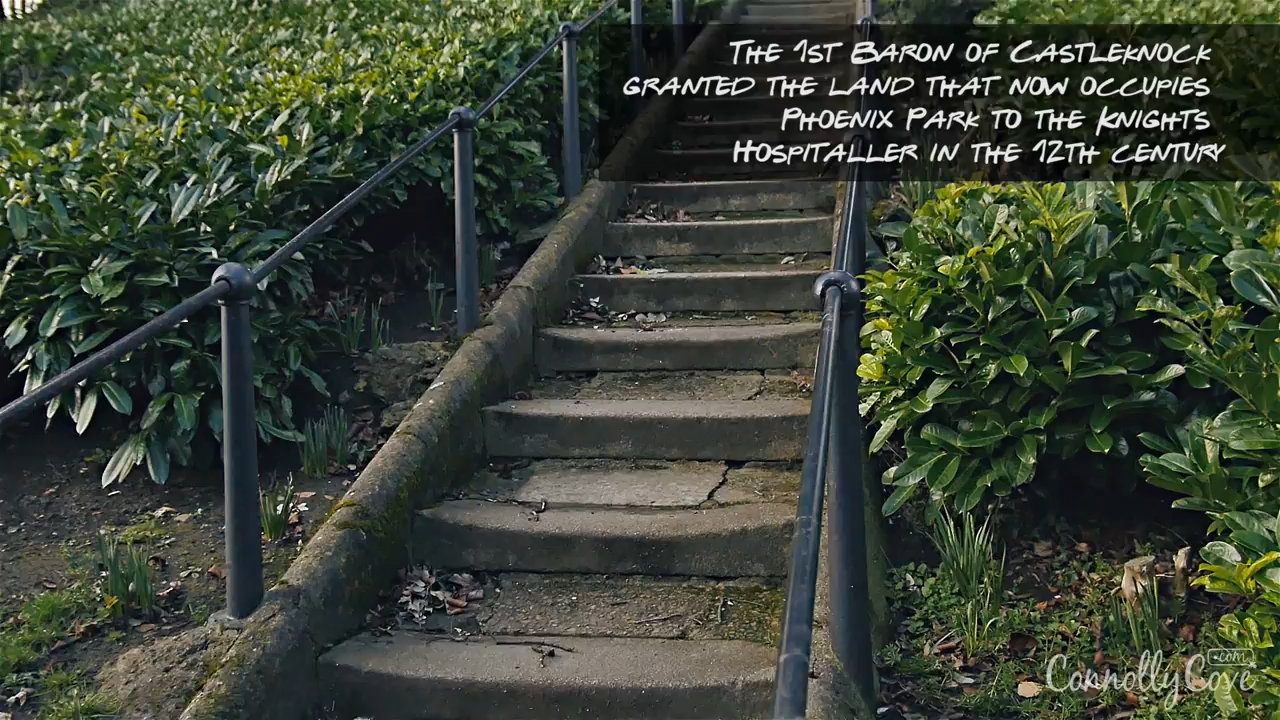 The 1st Baron of Castleknock
granted the land that now occupies
Phoenix Park to the Knights
Hospitaller in the 12th century
ConnollyCove
.com